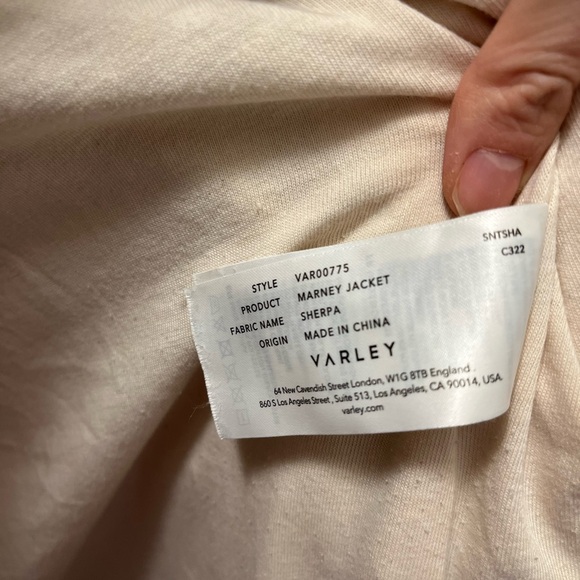 SNTSHA
C322
STYLE VAR00775
PRODUCT MARNEY JACKET
FABRIC NAME SHERPA
ORIGIN MADE IN CHINA
VARLEY
64 New Cavendish Street London, W1G 8TB England.
860 S Los Angeles Street, Suite 513, Los Angeles, CA 90014, USA
varley.com